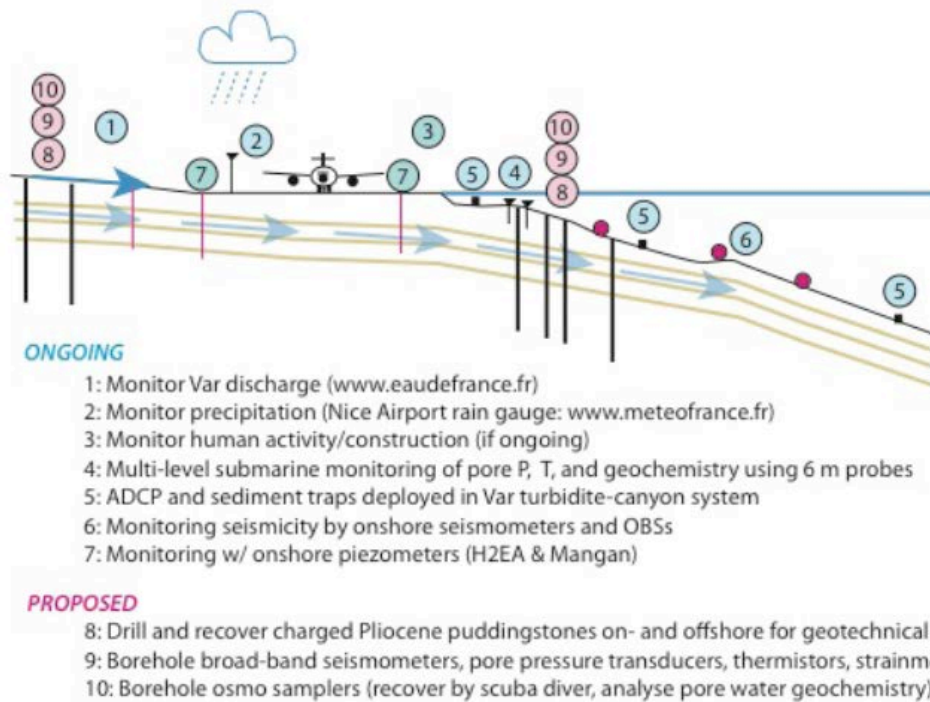 10
9
8
1
2
3
10
9
8
7
7
5
4
5
6
5
ONGOING
1: Monitor Var discharge (www.eaudefrance.fr)
2: Monitor precipitation (Nice Airport rain gauge: www.meteofrance.fr)
3: Monitor human activity/construction (if ongoing)
4: Multi-level submarine monitoring of pore P, T, and geochemistry using 6 m probes
5: ADCP and sediment traps deployed in Var turbidite-canyon system
6: Monitoring seismicity by onshore seismometers and OBSs
7: Monitoring w/ onshore piezometers (H2EA & Mangan)
PROPOSED
8: Drill and recover charged Pliocene puddingstones on- and offshore for geotechnical
9: Borehole broad-band seismometers, pore pressure transducers, thermistors, strainm
10: Borehole osmo samplers (recover by scuba diver, analyse pore water geochemistry)